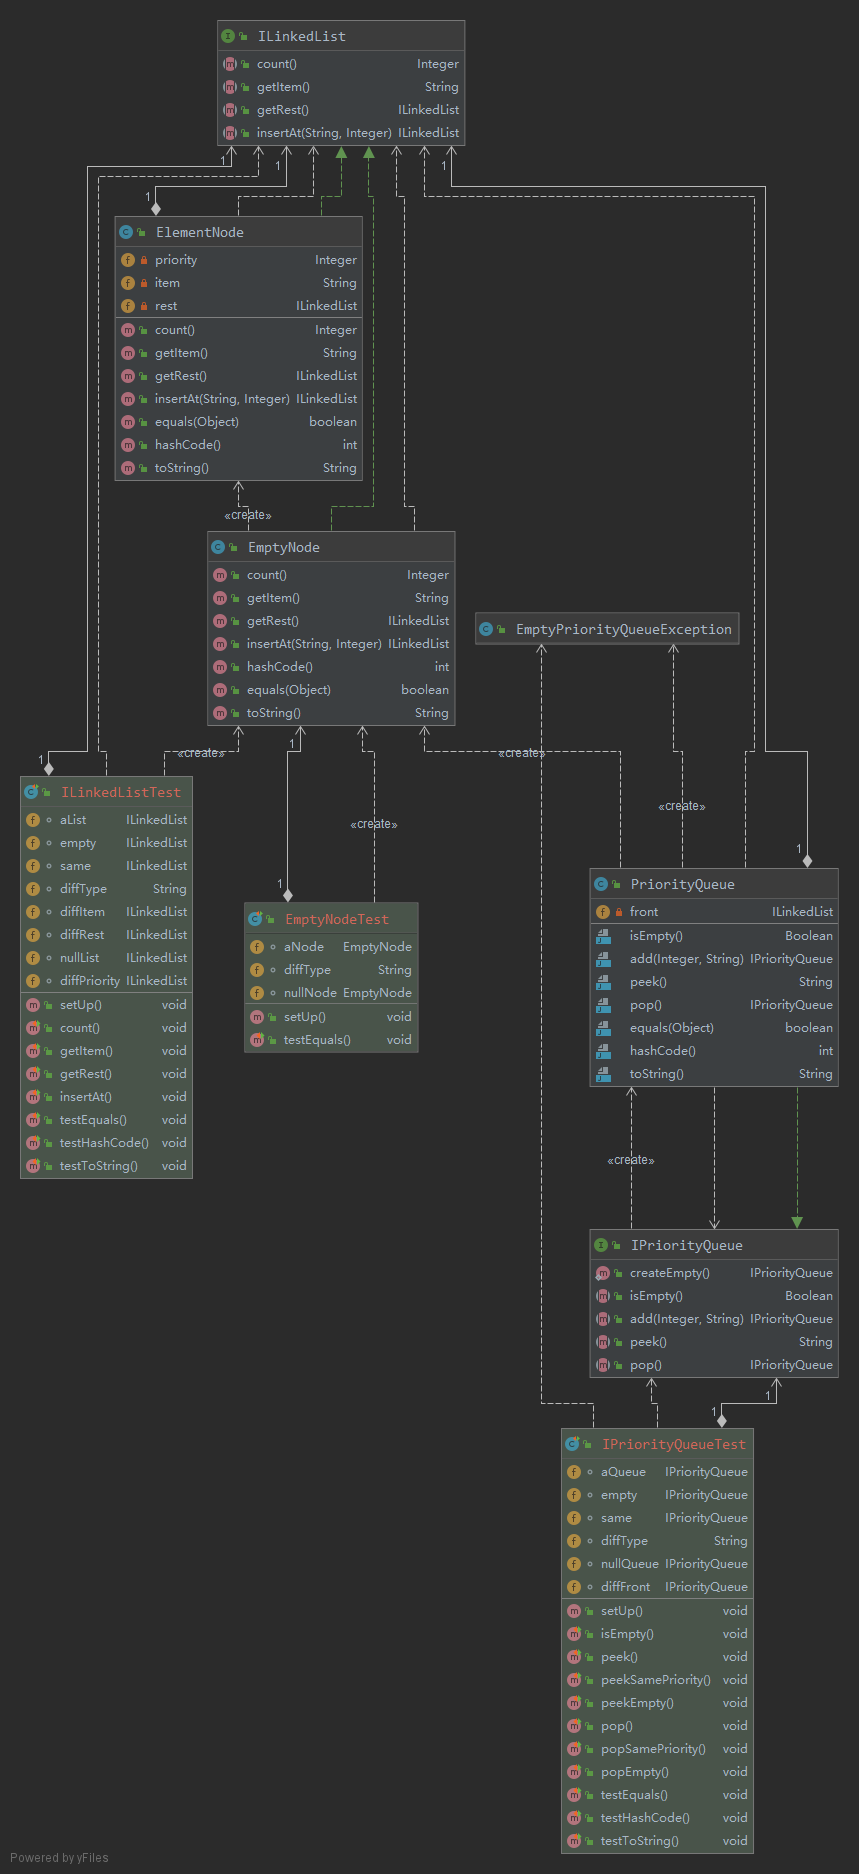 ILinkedList
count() Integer
getItem() String
getRest() ILinkedList
insertAt(String, Integer) ILinkedList
1
1
1
1
ElementNode
priority Integer
item String
rest ILinkedList
count() Integer
getItem() String
getRest() ILinkedList
insertAt(String, Integer) ILinkedList
equals(Object) boolean
hashCode() int
toString() String
«create»
EmptyNode
count() Integer
getItem() String
getRest() ILinkedList
insertAt(String, Integer) ILinkedList
hashCode() int
equals(Object) boolean
toString() String
EmptyPriorityQueueException
1
1
«create»
«create»
ILinkedListTest
aList ILinkedList
empty ILinkedList
same ILinkedList
diffType String
diffItem ILinkedList
diffRest ILinkedList
nullList ILinkedList
diffPriority ILinkedList
setUp() void
count() void
getItem() void
getRest() void
insertAt() void
testEquals() void
testHashCode() void
testToString() void
«create»
1
EmptyNodeTest
aNode EmptyNode
diffType String
nullNode EmptyNode
setUp() void
testEquals() void
«create»
1
PriorityQueue
front ILinkedList
isEmpty() Boolean
add(Integer, String) IPriorityQueue
peek() String
pop() IPriorityQueue
equals(Object) boolean
hashCode() int
toString() String
«create»
IPriorityQueue
createEmpty() IPriorityQueue
isEmpty() Boolean
add(Integer, String) IPriorityQueue
peek() String
pop() IPriorityQueue
1
1
IPriorityQueueTest
aQueue IPriorityQueue
empty IPriorityQueue
same IPriorityQueue
diffType String
nullQueue IPriorityQueue
diffFront IPriorityQueue
setUp() void
isEmpty() void
peek() void
peekSamePriority() void
peekEmpty() void
pop() void
popSamePriority() void
popEmpty() void
testEquals() void
testHashCode() void
testToString() void
Powered by yFiles